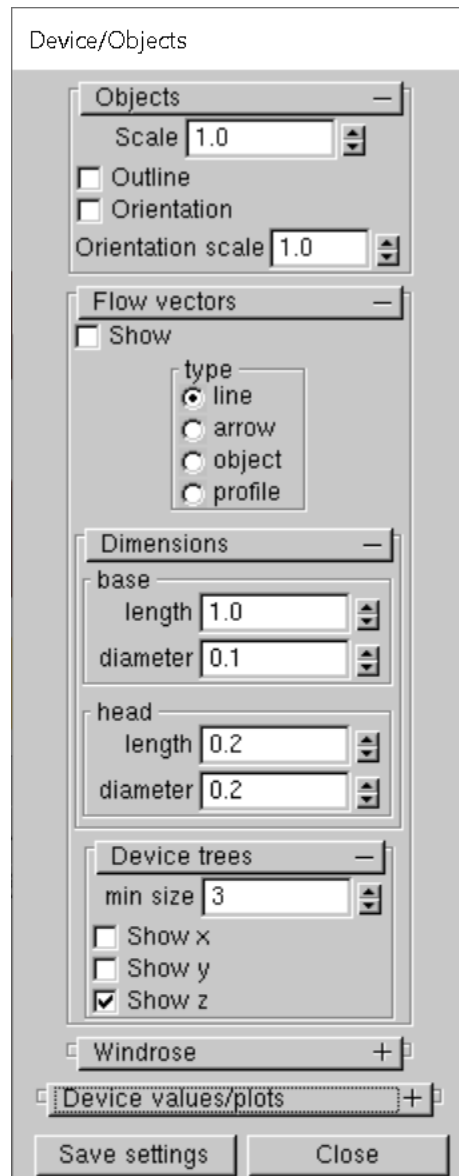 Device/Objects
Objects
Scale 1.0
Outline
Orientation
Orientation scale 1.0
Flow vectors
Show
type
line
arrow
object
profile
Dimensions
base
length 1.0
diameter 0.1
head
length 0.2
diameter 0.2
Device trees
min size 3
Show x
Show y
Show z
Windrose
Device values/plots
Save settings Close